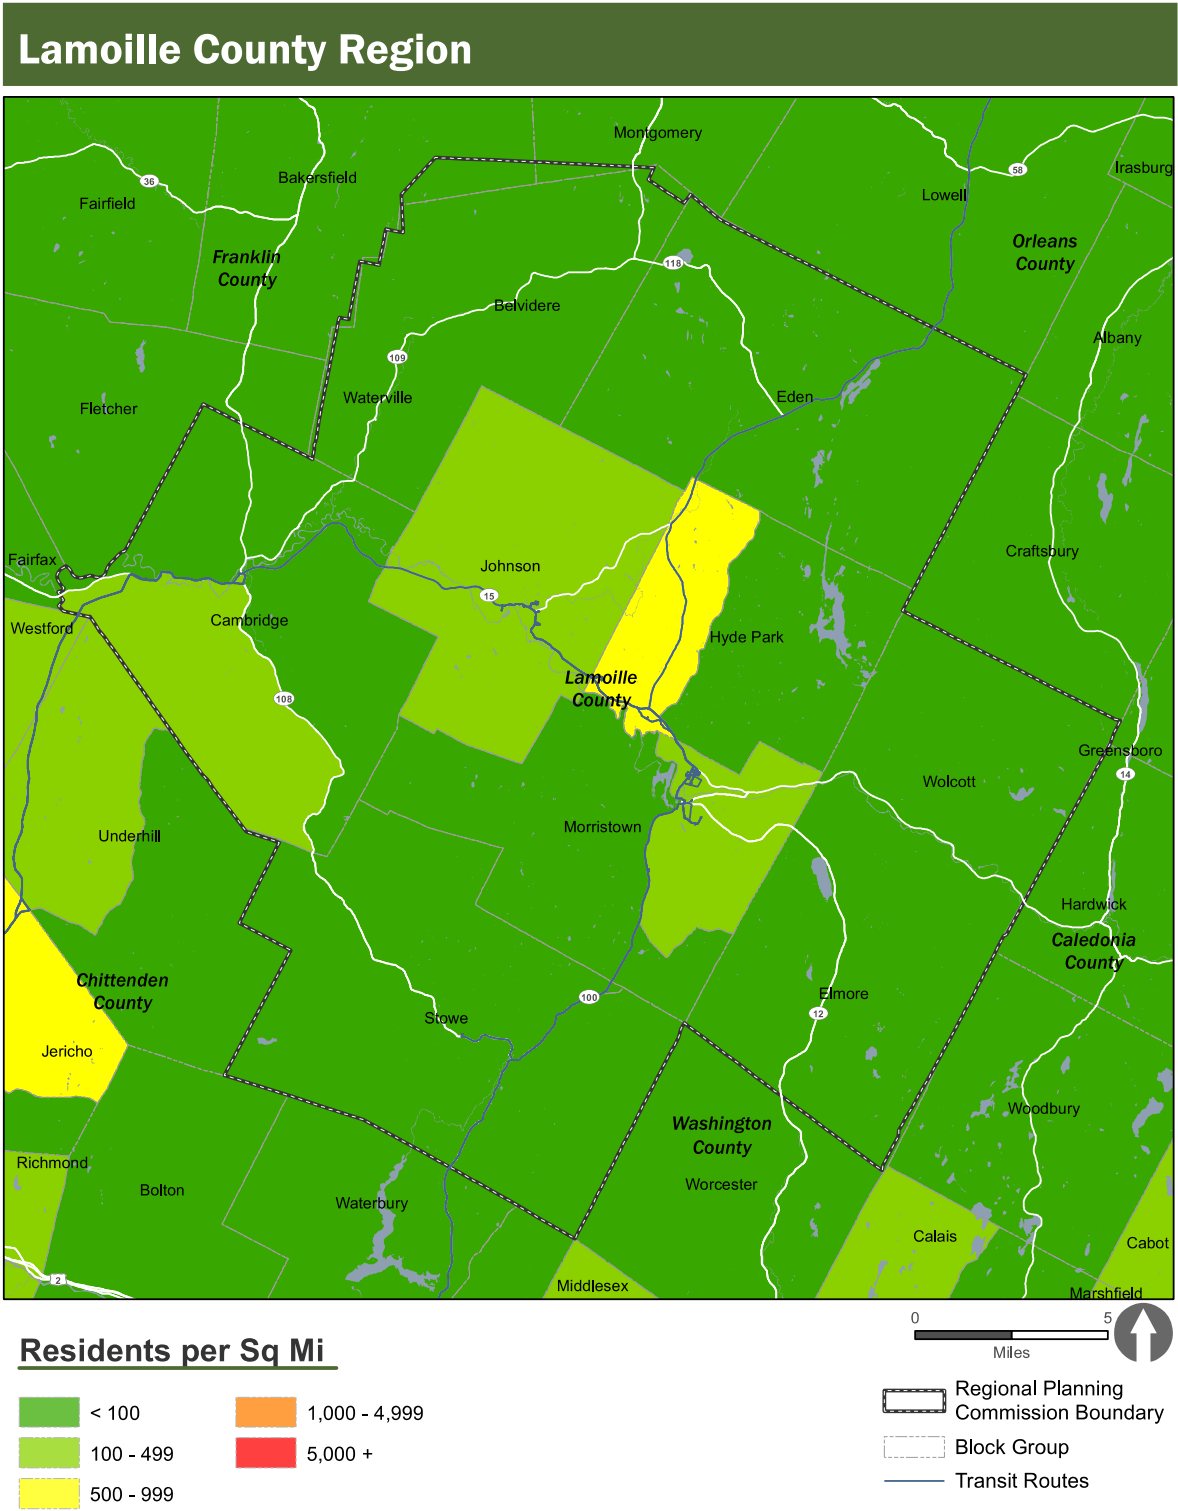 Lamoille County Region
Montgomery
Irasburg
58
36
Bakersfield
Lowell
Fairfield
Orleans
County
Franklin
County
118
Belvidere
Albany
109
Waterville
Eden
Fletcher
Craftsbury
Fairfax
Johnson
15
Cambridge
Westford
Hyde Park
Lamoille
County
108
Greensboro
14
Wolcott
Morristown
Underhill
Hardwick
Caledonia
County
Chittenden
County
100
Elmore
12
Stowe
Jericho
Woodbury
Washington
County
Richmond
Bolton
Worcester
Waterbury
Calais
Cabot
2
Middlesex
Marshfield
0 5
Miles
Residents per Sq Mi
< 100
100 - 499
500 - 999
1,000 - 4,999
5,000 +
Regional Planning
Commission Boundary
Block Group
Transit Routes